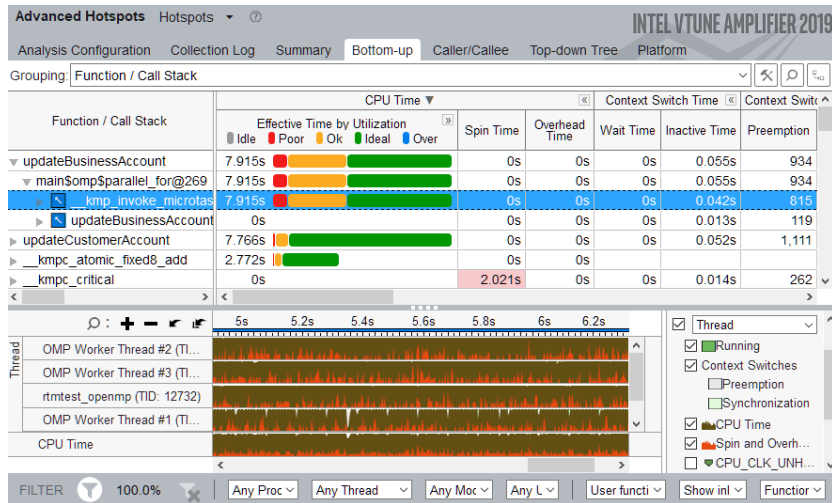 Advanced Hotspots Hotspots
INTEL VTUNE AMPLIFIER 2019
Analysis Configuration Collection Log Summary Bottom-up Caller/Callee Top-down Tree Platform
Grouping: Function / Call Stack
CPU Time Context Switch Time Context Switc
Function / Call Stack
Effective Time by Utilization
Idle Poor Ok Ideal Over
Spin Time Overhead Time Wait Time Inactive Time Preemption
updateBusinessAccount 7.915s 0s 0s 0.055s 934
main$omp$parallel_for@269 7.915s 0s 0s 0.055s 934
__kmp_invoke_microtas 7.915s 0s 0s 0s 0.042s 815
updateBusinessAccount 0s 0s 0s 0.013s 119
updateCustomerAccount 7.766s 0s 0s 0s 0.052s 1,111
__kmpc_atomic_fixed8_add 2.772s 0s 0s
__kmpc_critical 0s 2.021s 0s 0s 0.014s 262
5s 5.2s 5.4s 5.6s 5.8s 6s 6.2s
Thread
OMP Worker Thread #2 (TI...
OMP Worker Thread #3 (TI...
rtmtest_openmp (TID: 12732)
OMP Worker Thread #1 (TI...
CPU Time
Thread
Running
Context Switches
Preemption
Synchronization
CPU Time
Spin and Overh...
CPU_CLK_UNH...
FILTER 100.0% Any Proc Any Thread Any Moc Any L User functi Show inl Functior